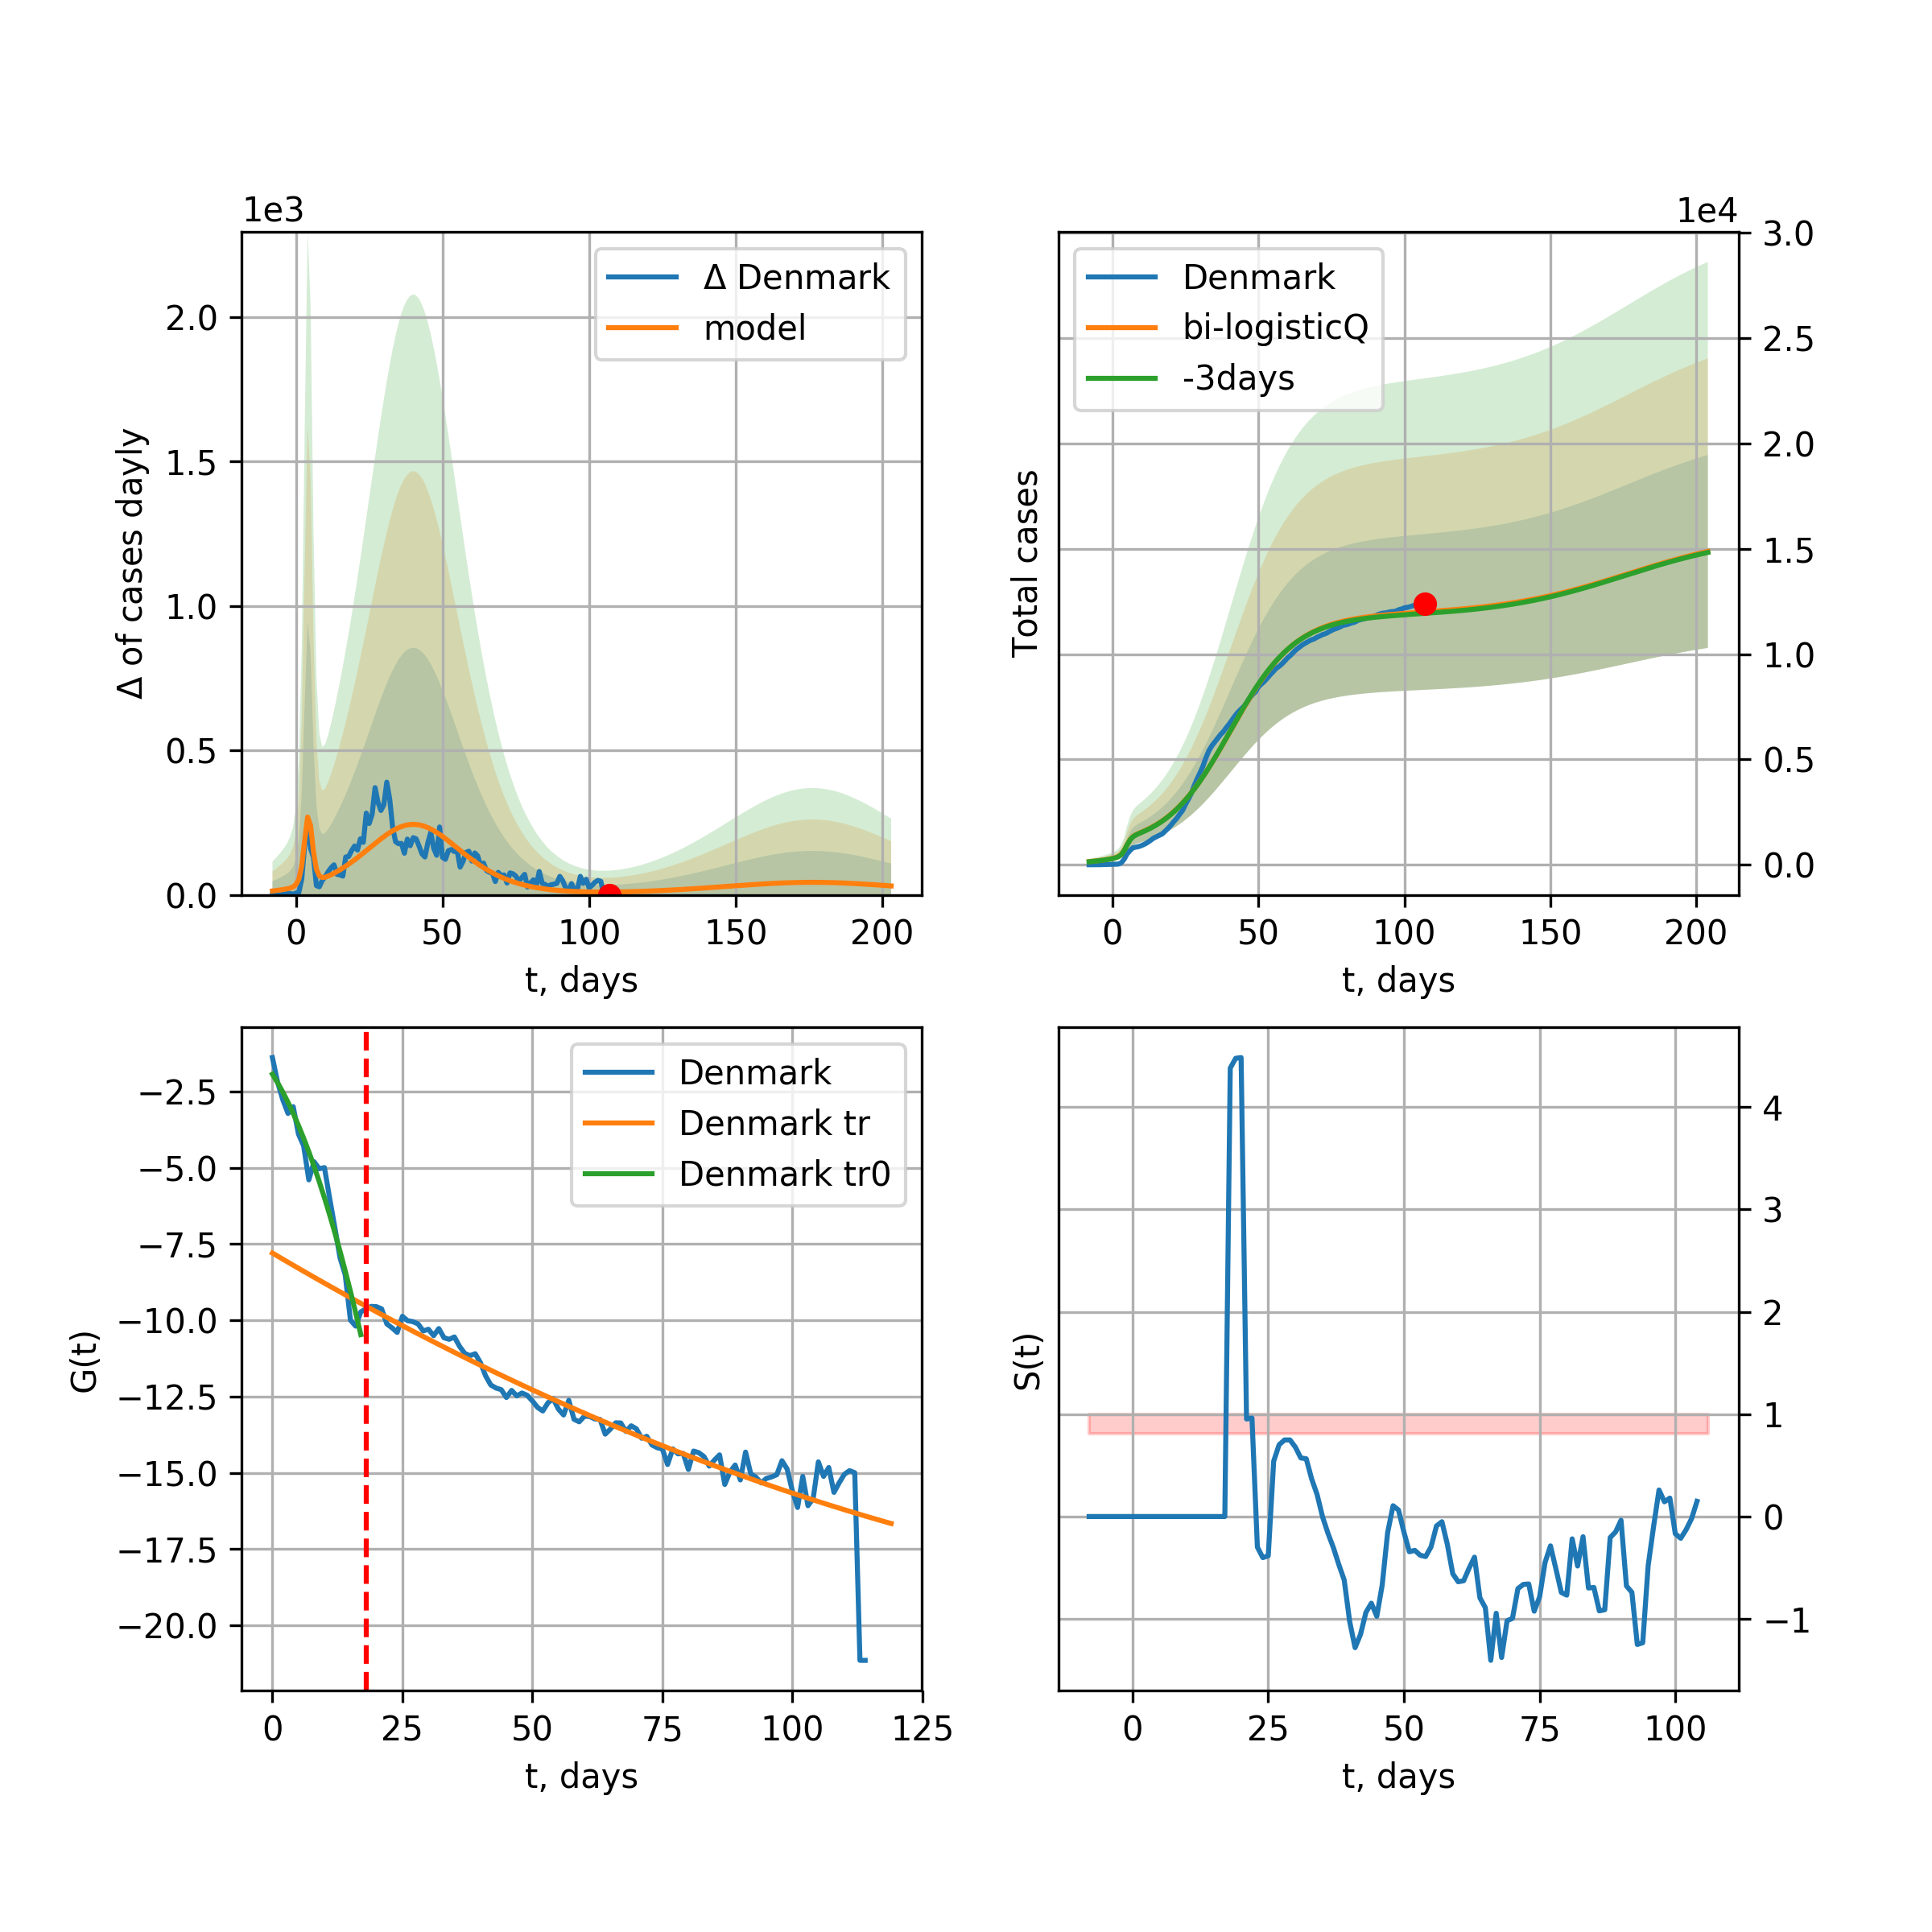 1e3
Δ Denmark
model
2.0
1.5
1.0
0.5
0.0
Δ of cases dayly
0 50 100 150 200
t, days
1e4
Denmark
bi-logisticQ
-3days
3.0
2.5
2.0
1.5
1.0
0.5
0.0
Total cases
0 50 100 150 200
t, days
Denmark
Denmark tr
Denmark tr0
−2.5
−5.0
−7.5
−10.0
−12.5
−15.0
−17.5
−20.0
G(t)
0 25 50 75 100 125
t, days
4
3
2
1
0
−1
S(t)
0 25 50 75 100
t, days